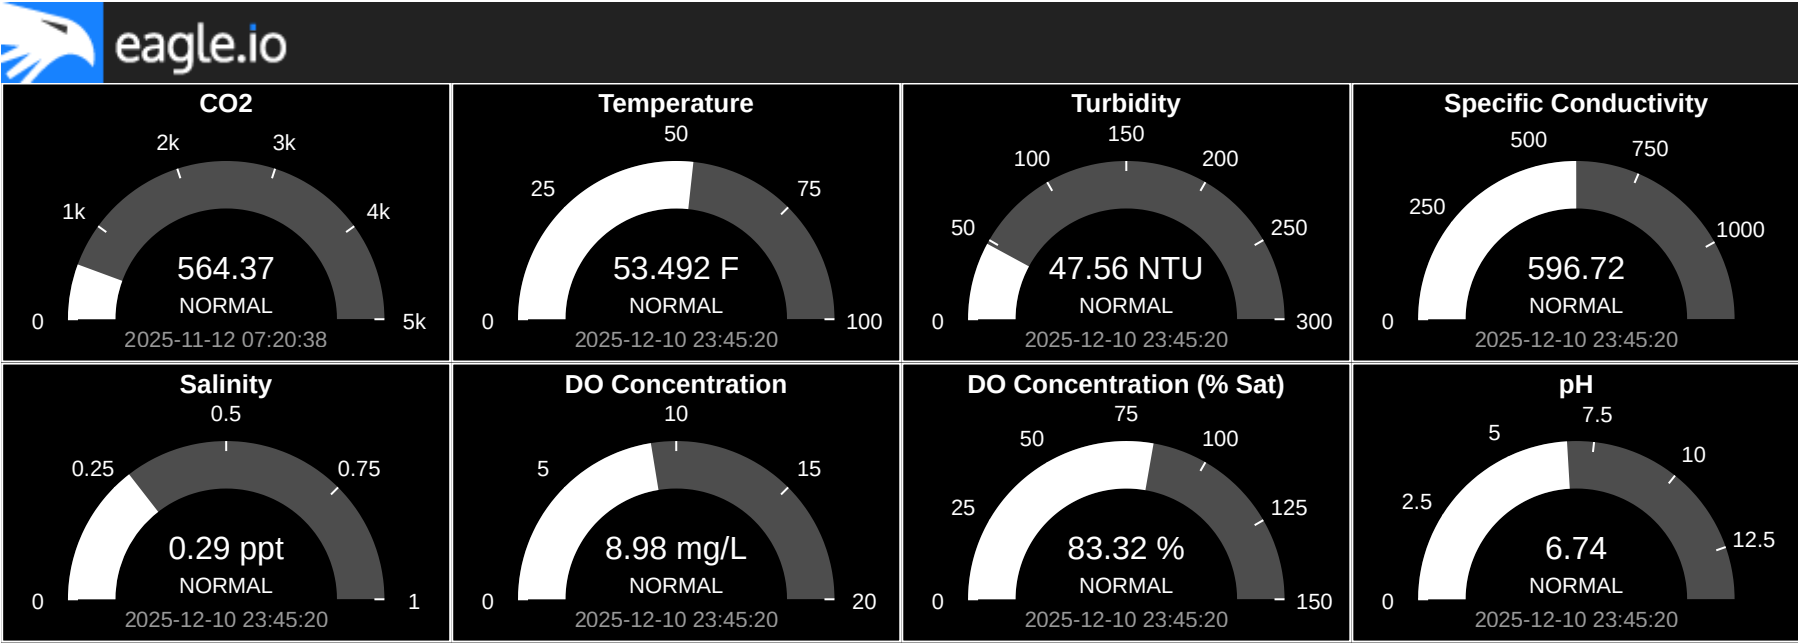 eagle.io
CO2
0
1k
2k
3k
4k
5k
564.37
NORMAL
2025-11-12 07:20:38
Temperature
0
25
50
75
100
53.492 F
NORMAL
2025-12-10 23:45:20
Turbidity
0
50
100
150
200
250
300
47.56 NTU
NORMAL
2025-12-10 23:45:20
Specific Conductivity
0
250
500
750
1000
596.72
NORMAL
2025-12-10 23:45:20
Salinity
0
0.25
0.5
0.75
1
0.29 ppt
NORMAL
2025-12-10 23:45:20
DO Concentration
0
5
10
15
20
8.98 mg/L
NORMAL
2025-12-10 23:45:20
DO Concentration (% Sat)
0
25
50
75
100
125
150
83.32 %
NORMAL
2025-12-10 23:45:20
pH
0
2.5
5
7.5
10
12.5
6.74
NORMAL
2025-12-10 23:45:20